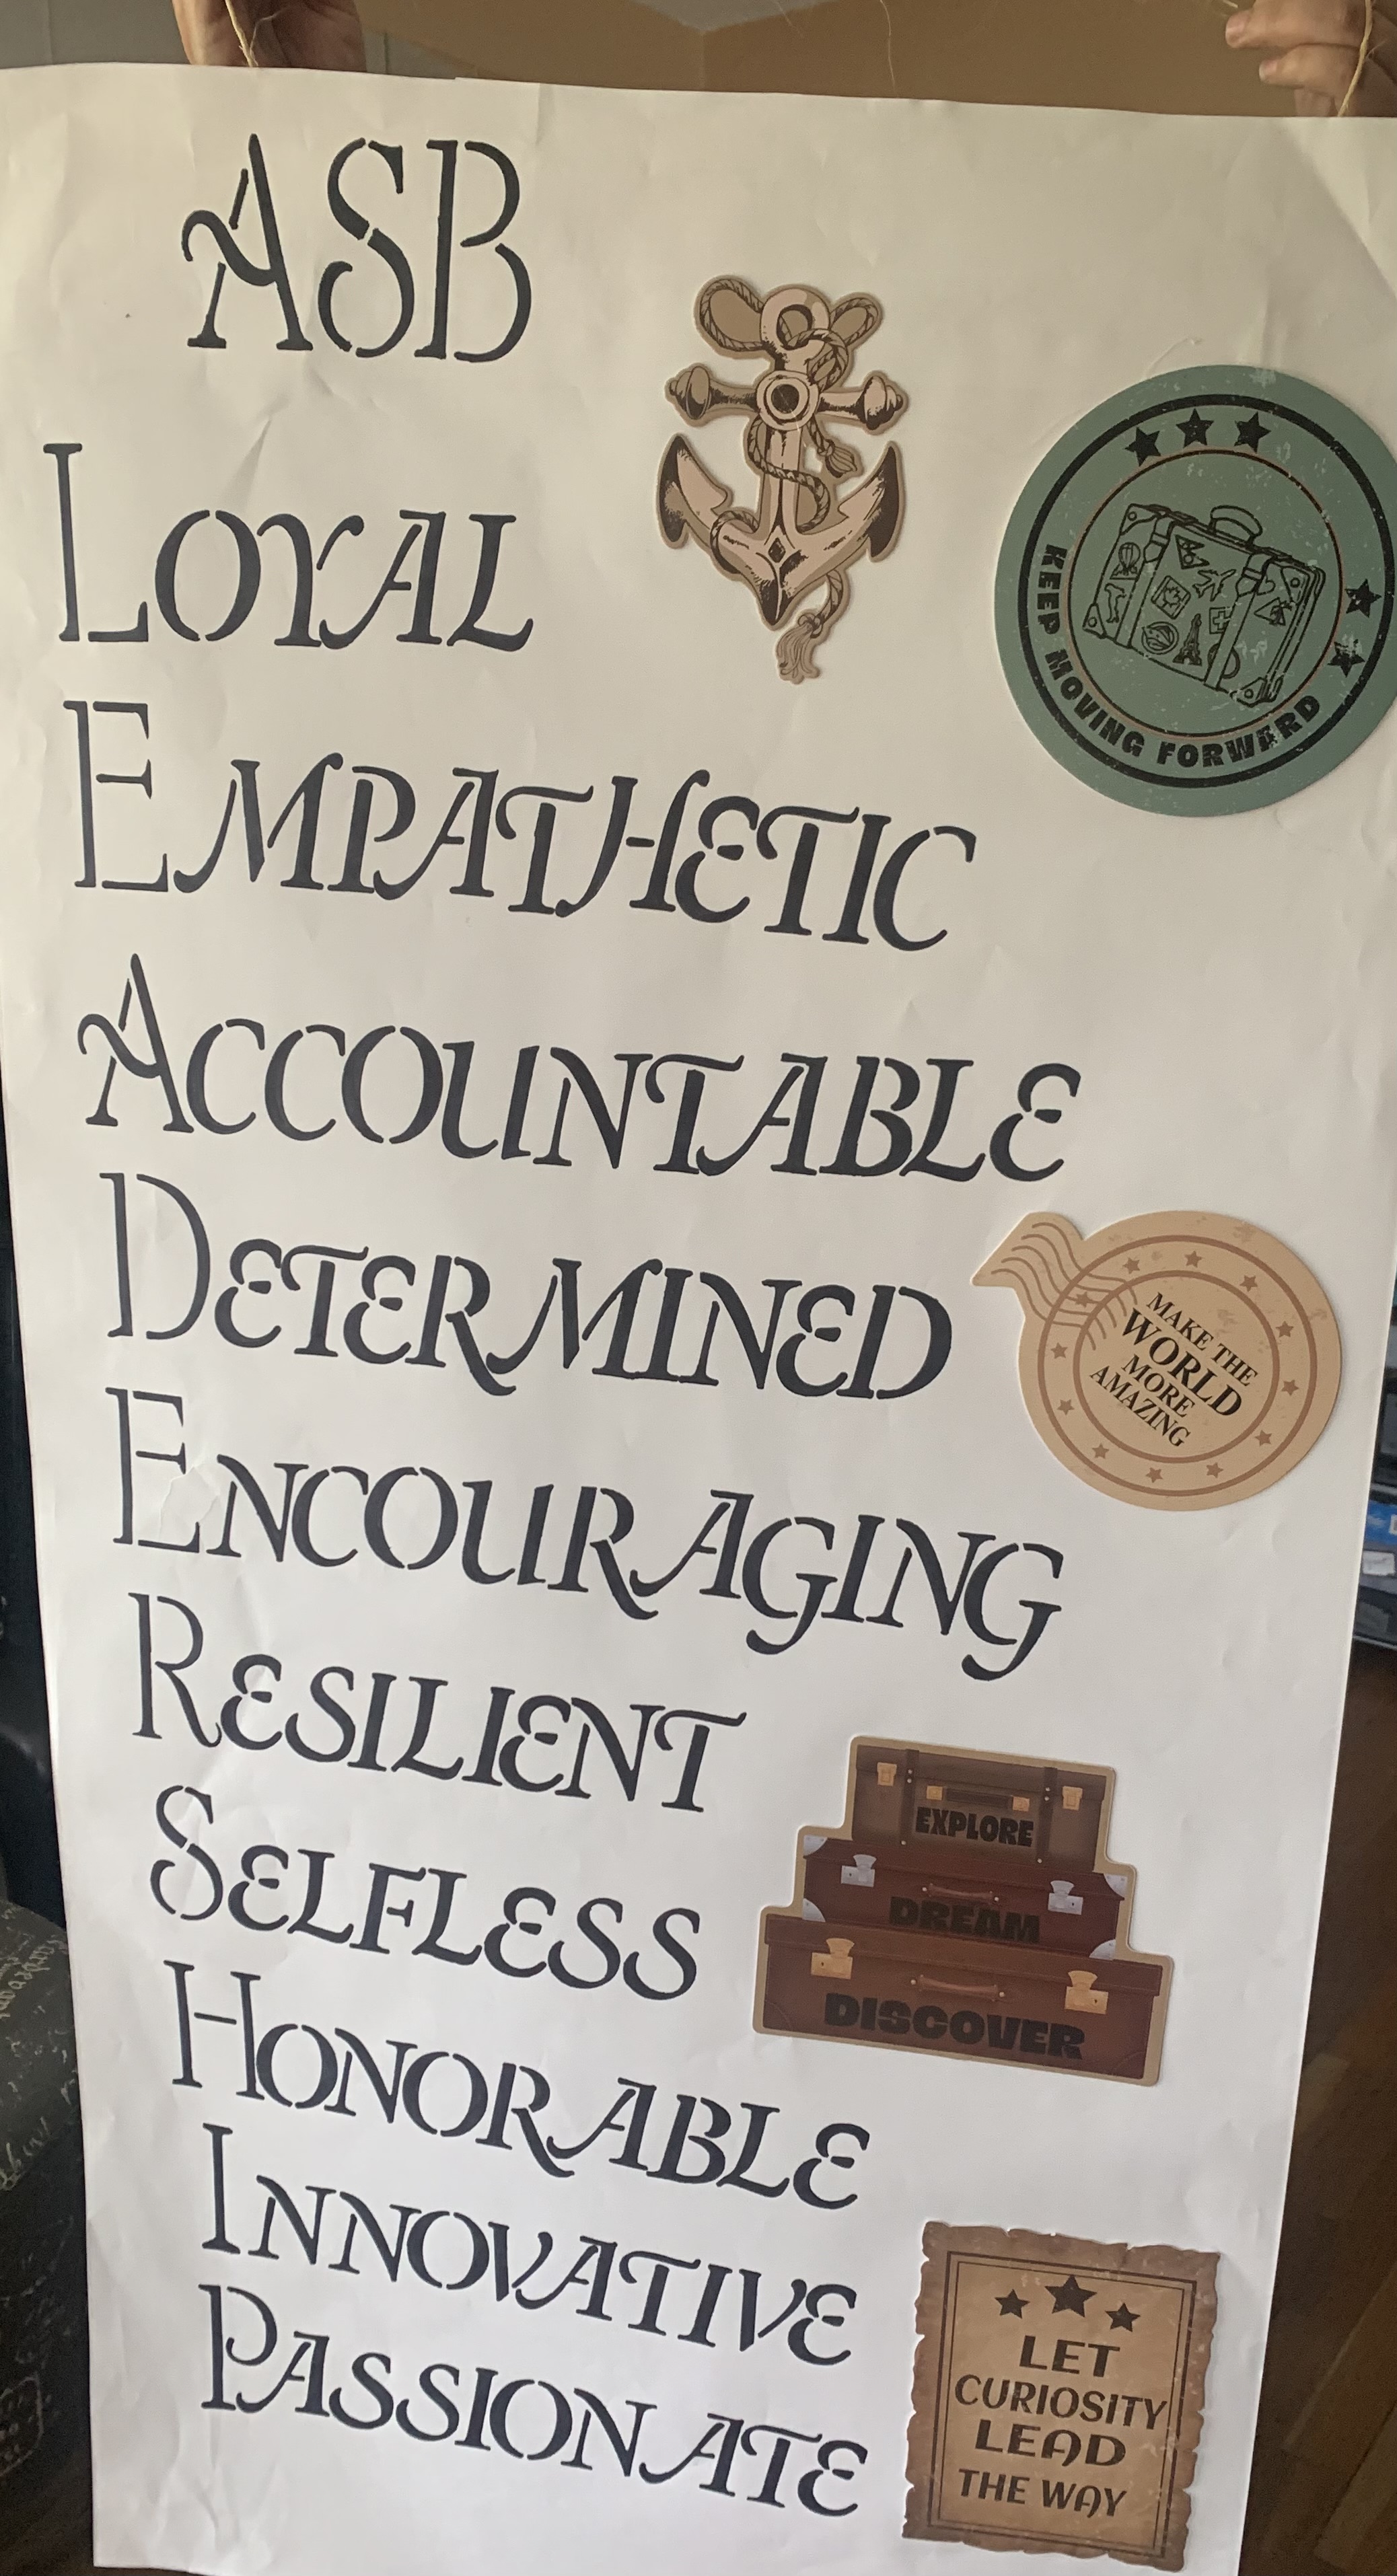 ASB
LOYAL
KEEP MOVING FORWARD
EMPATHETIC
ACCOUNTABLE
DETERMINED
MAKE THE
WORLD
MORE
AMAZING
ENCOURAGING
RESILIENT
EXPLORE
DREAM
DISCOVER
SELFLESS
HONORABLE
INNOVATIVE
PASSIONATE
LET
CURIOSITY
LEAD
THE WAY